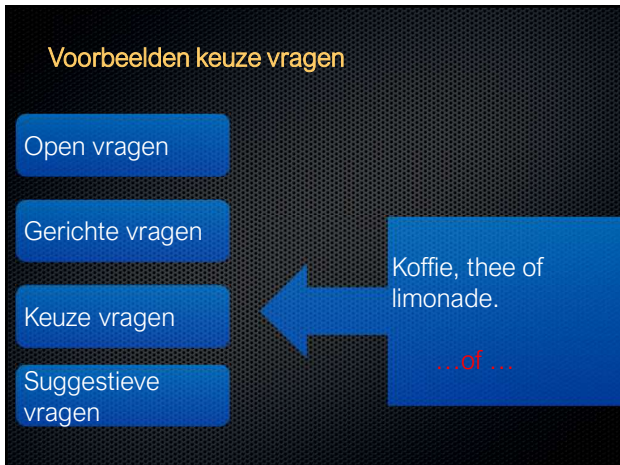 Voorbeelden keuze vragen
Open vragen
Gerichte vragen
Keuze vragen
Suggestieve
vragen
Koffie, thee of
limonade.
...of ...